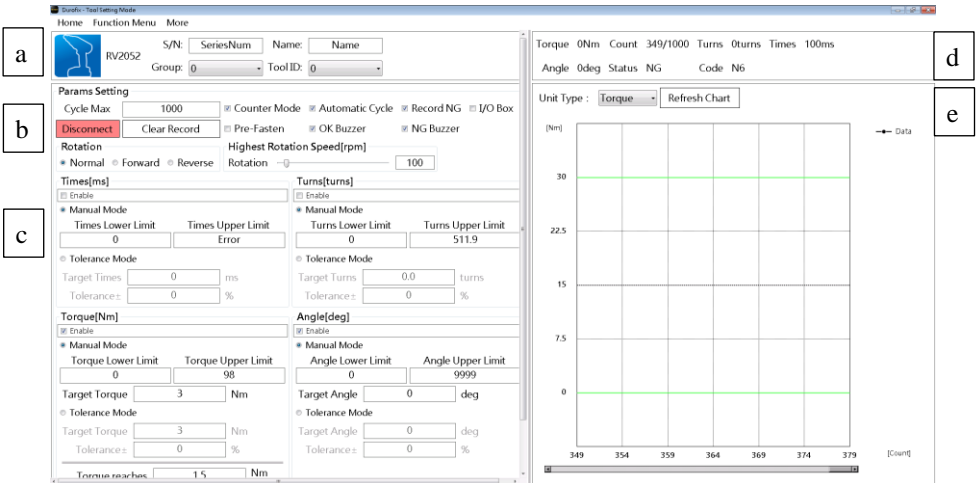 Durofix - Tool Setting Mode
Home Function Menu More
a
RV2052
S/N: SeriesNum Name: Name
Group: 0 Tool ID: 0
b
Params Setting
Cycle Max 1000 Counter Mode Automatic Cycle Record NG I/O Box
Disconnect Clear Record Pre-Fasten OK Buzzer NG Buzzer
Rotation
Normal Forward Reverse
Highest Rotation Speed[rpm]
Rotation 100
c
Times[ms]
Enable
Manual Mode
Times Lower Limit Times Upper Limit
0 Error
Tolerance Mode
Target Times 0 ms
Tolerance± 0 %
Turns[turns]
Enable
Manual Mode
Turns Lower Limit Turns Upper Limit
0 511.9
Tolerance Mode
Target Turns 0.0 turns
Tolerance± 0 %
Torque[Nm]
Enable
Manual Mode
Torque Lower Limit Torque Upper Limit
0 98
Target Torque 3 Nm
Tolerance Mode
Target Torque 3 Nm
Tolerance± 0 %
Torque reaches 1.5 Nm
Angle[deg]
Enable
Manual Mode
Angle Lower Limit Angle Upper Limit
0 9999
Target Angle 0 deg
Tolerance Mode
Target Angle 0 deg
Tolerance± 0 %
Torque 0Nm Count 349/1000 Turns 0turns Times 100ms
Angle 0deg Status NG Code N6
d
Unit Type : Torque Refresh Chart
e
[Nm]
Data
30
22.5
15
7.5
0
349 354 359 364 369 374 379 [Count]